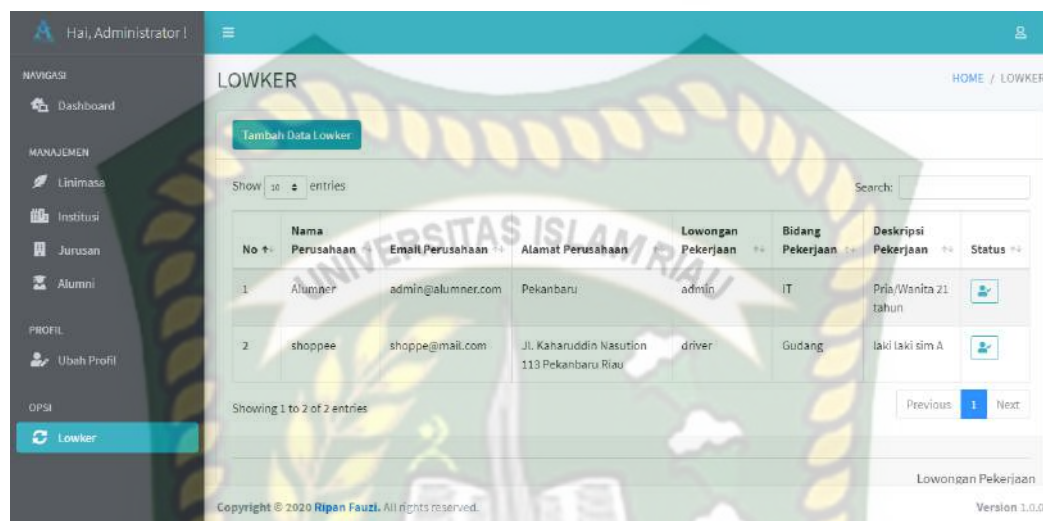 Hai, Administrator !
NAVIGASI
Dashboard
MANAJEMEN
Linimasa
Institusi
Jurusan
Alumni
PROFIL
Ubah Profil
OPSI
Lowker
LOWKER
HOME / LOWKER
Tambah Data Lowker
Show 10 entries
Search:
No
Nama Perusahaan
Email Perusahaan
Alamat Perusahaan
Lowongan Pekerjaan
Bidang Pekerjaan
Deskripsi Pekerjaan
Status
1 Alumner admin@alumner.com Pekanbaru admin IT Pria/Wanita 21 tahun
2 shoppee shoppe@mail.com Jl. Kaharuddin Nasution 113 Pekanbaru Riau driver Gudang laki laki sim A
Showing 1 to 2 of 2 entries
Previous 1 Next
Lowongan Pekerjaan
Copyright © 2020 Ripan Fauzi. All rights reserved.
Version 1.0.0
UNIVERSITAS ISLAM RIAU